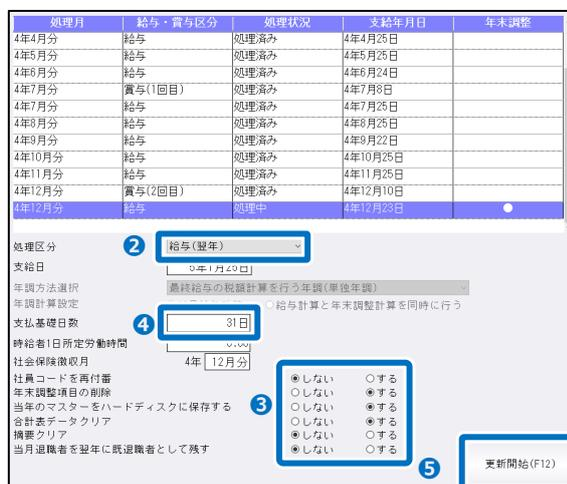 処理月 給与・賞与区分 処理状況 支給年月日 年末調整
4年4月分 給与 処理済み 4年4月25日
4年5月分 給与 処理済み 4年5月25日
4年6月分 給与 処理済み 4年6月24日
4年7月分 賞与(1回目) 処理済み 4年7月8日
4年7月分 給与 処理済み 4年7月25日
4年8月分 給与 処理済み 4年8月25日
4年9月分 給与 処理済み 4年9月22日
4年10月分 給与 処理済み 4年10月25日
4年11月分 給与 処理済み 4年11月25日
4年12月分 賞与(2回目) 処理済み 4年12月10日
4年12月分 給与 処理中 4年12月23日 ●
処理区分 2 給与(翌年)
支給日 5年1月25日
年調方法選択 最終給与の税額計算を行う年調(単独年調)
年調計算設定 ○給与計算と年末調整計算を同時に行う
支払基礎日数 4 31日
時給者1日所定労働時間
社会保険徴収月 4年 12月分
社員コードを再付番 ◉しない ○する
年末調整項目の削除 ○しない ◉する
当年のマスターをハードディスクに保存する 3 ○しない ◉する
合計表データクリア ○しない ◉する
摘要クリア ◉しない ○する
当月退職者を翌年に既退職者として残す ◉しない ○する
5 更新開始(F12)